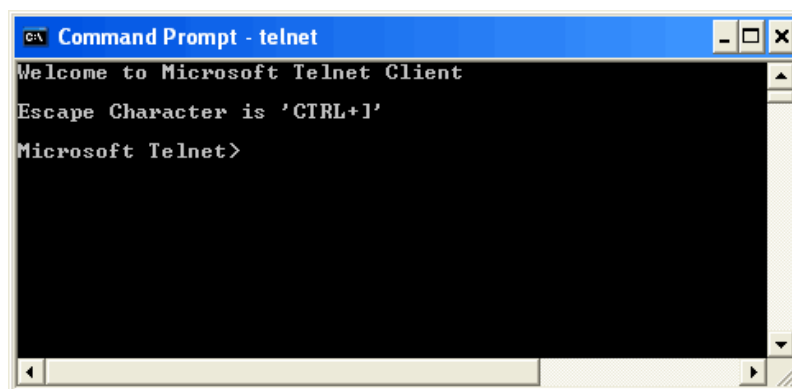 Command Prompt - telnet
Welcome to Microsoft Telnet Client
Escape Character is 'CTRL+]'
Microsoft Telnet>